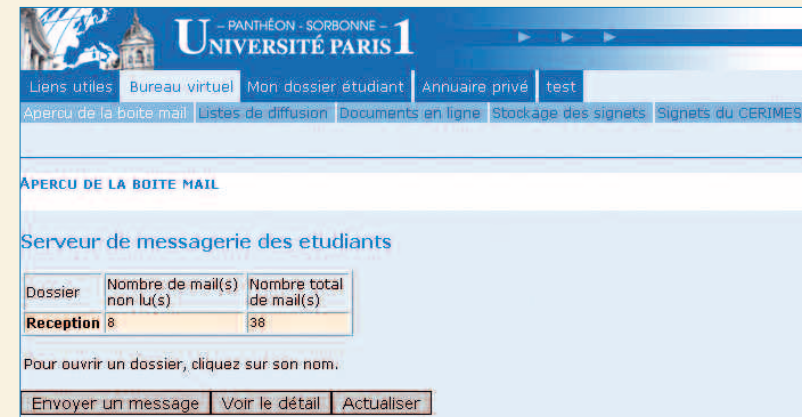 – PANTHÉON - SORBONNE –
UNIVERSITÉ PARIS 1
Liens utiles Bureau virtuel Mon dossier étudiant Annuaire privé test
Apercu de la boite mail Listes de diffusion Documents en ligne Stockage des signets Signets du CERIMES
APERCU DE LA BOITE MAIL
Serveur de messagerie des etudiants
Dossier Nombre de mail(s) non lu(s) Nombre total de mail(s)
Reception 8 38
Pour ouvrir un dossier, cliquez sur son nom.
Envoyer un message Voir le détail Actualiser